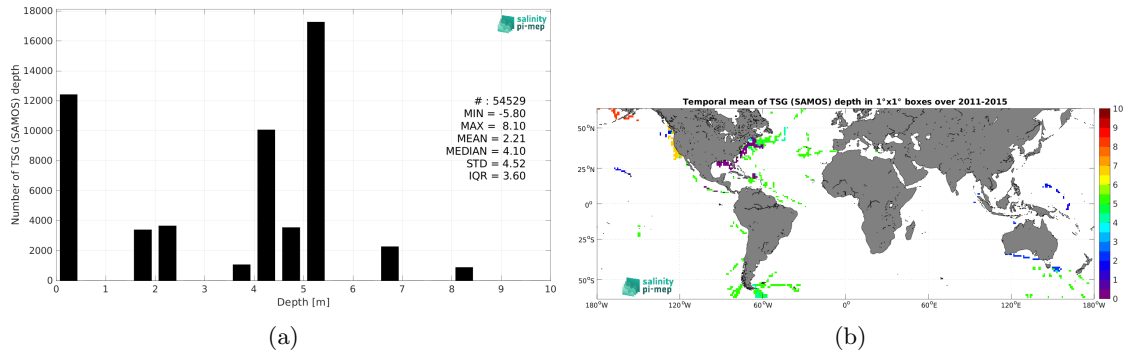 18000
16000
14000
12000
10000
8000
6000
4000
2000
0
Number of TSG (SAMOS) depth
salinity
pi-mep
# : 54529
MIN = -5.80
MAX = 8.10
MEAN = 2.21
MEDIAN = 4.10
STD = 4.52
IQR = 3.60
0 1 2 3 4 5 6 7 8 9 10
Depth [m]
(a)
Temporal mean of TSG (SAMOS) depth in 1°x1° boxes over 2011-2015
50°N
25°N
0°
25°S
50°S
salinity
pi-mep
180°W 120°W 60°W 0° 60°E 120°E 180°W
10
9
8
7
6
5
4
3
2
1
0
(b)